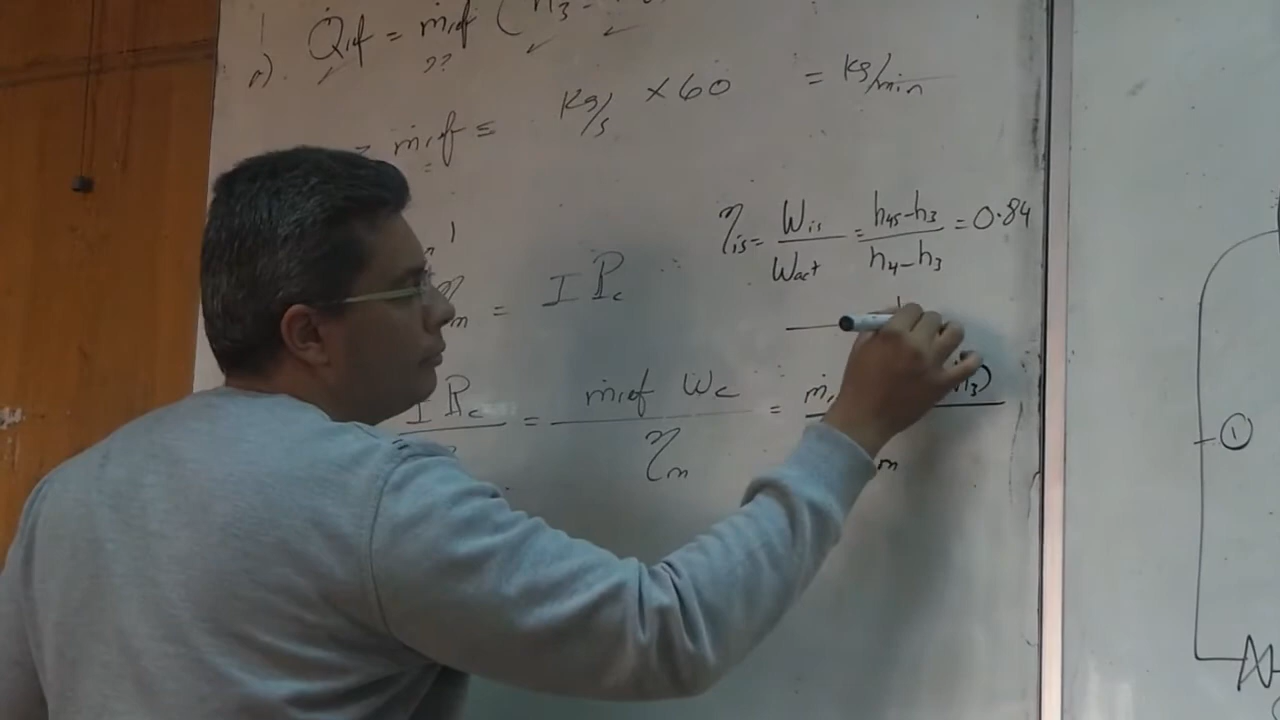 a). Q̇ref = ṁref (h3 -
??
= ṁref = kg/s × 60 = kg/min
ηis = Wis/Wact = h4s-h3/h4-h3 = 0.84
m = IPc
IPc = ṁref Wc/ηm = ṁ h3)/m
①